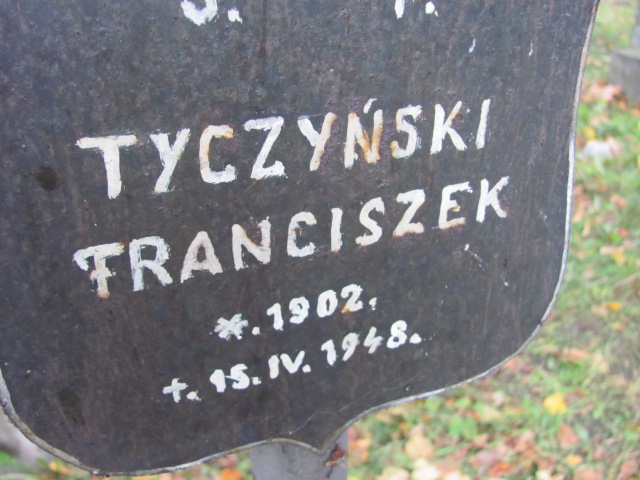 Ś. P.
TYCZYŃSKI
FRANCISZEK
*. 1902.
+. 15. IV. 1948.